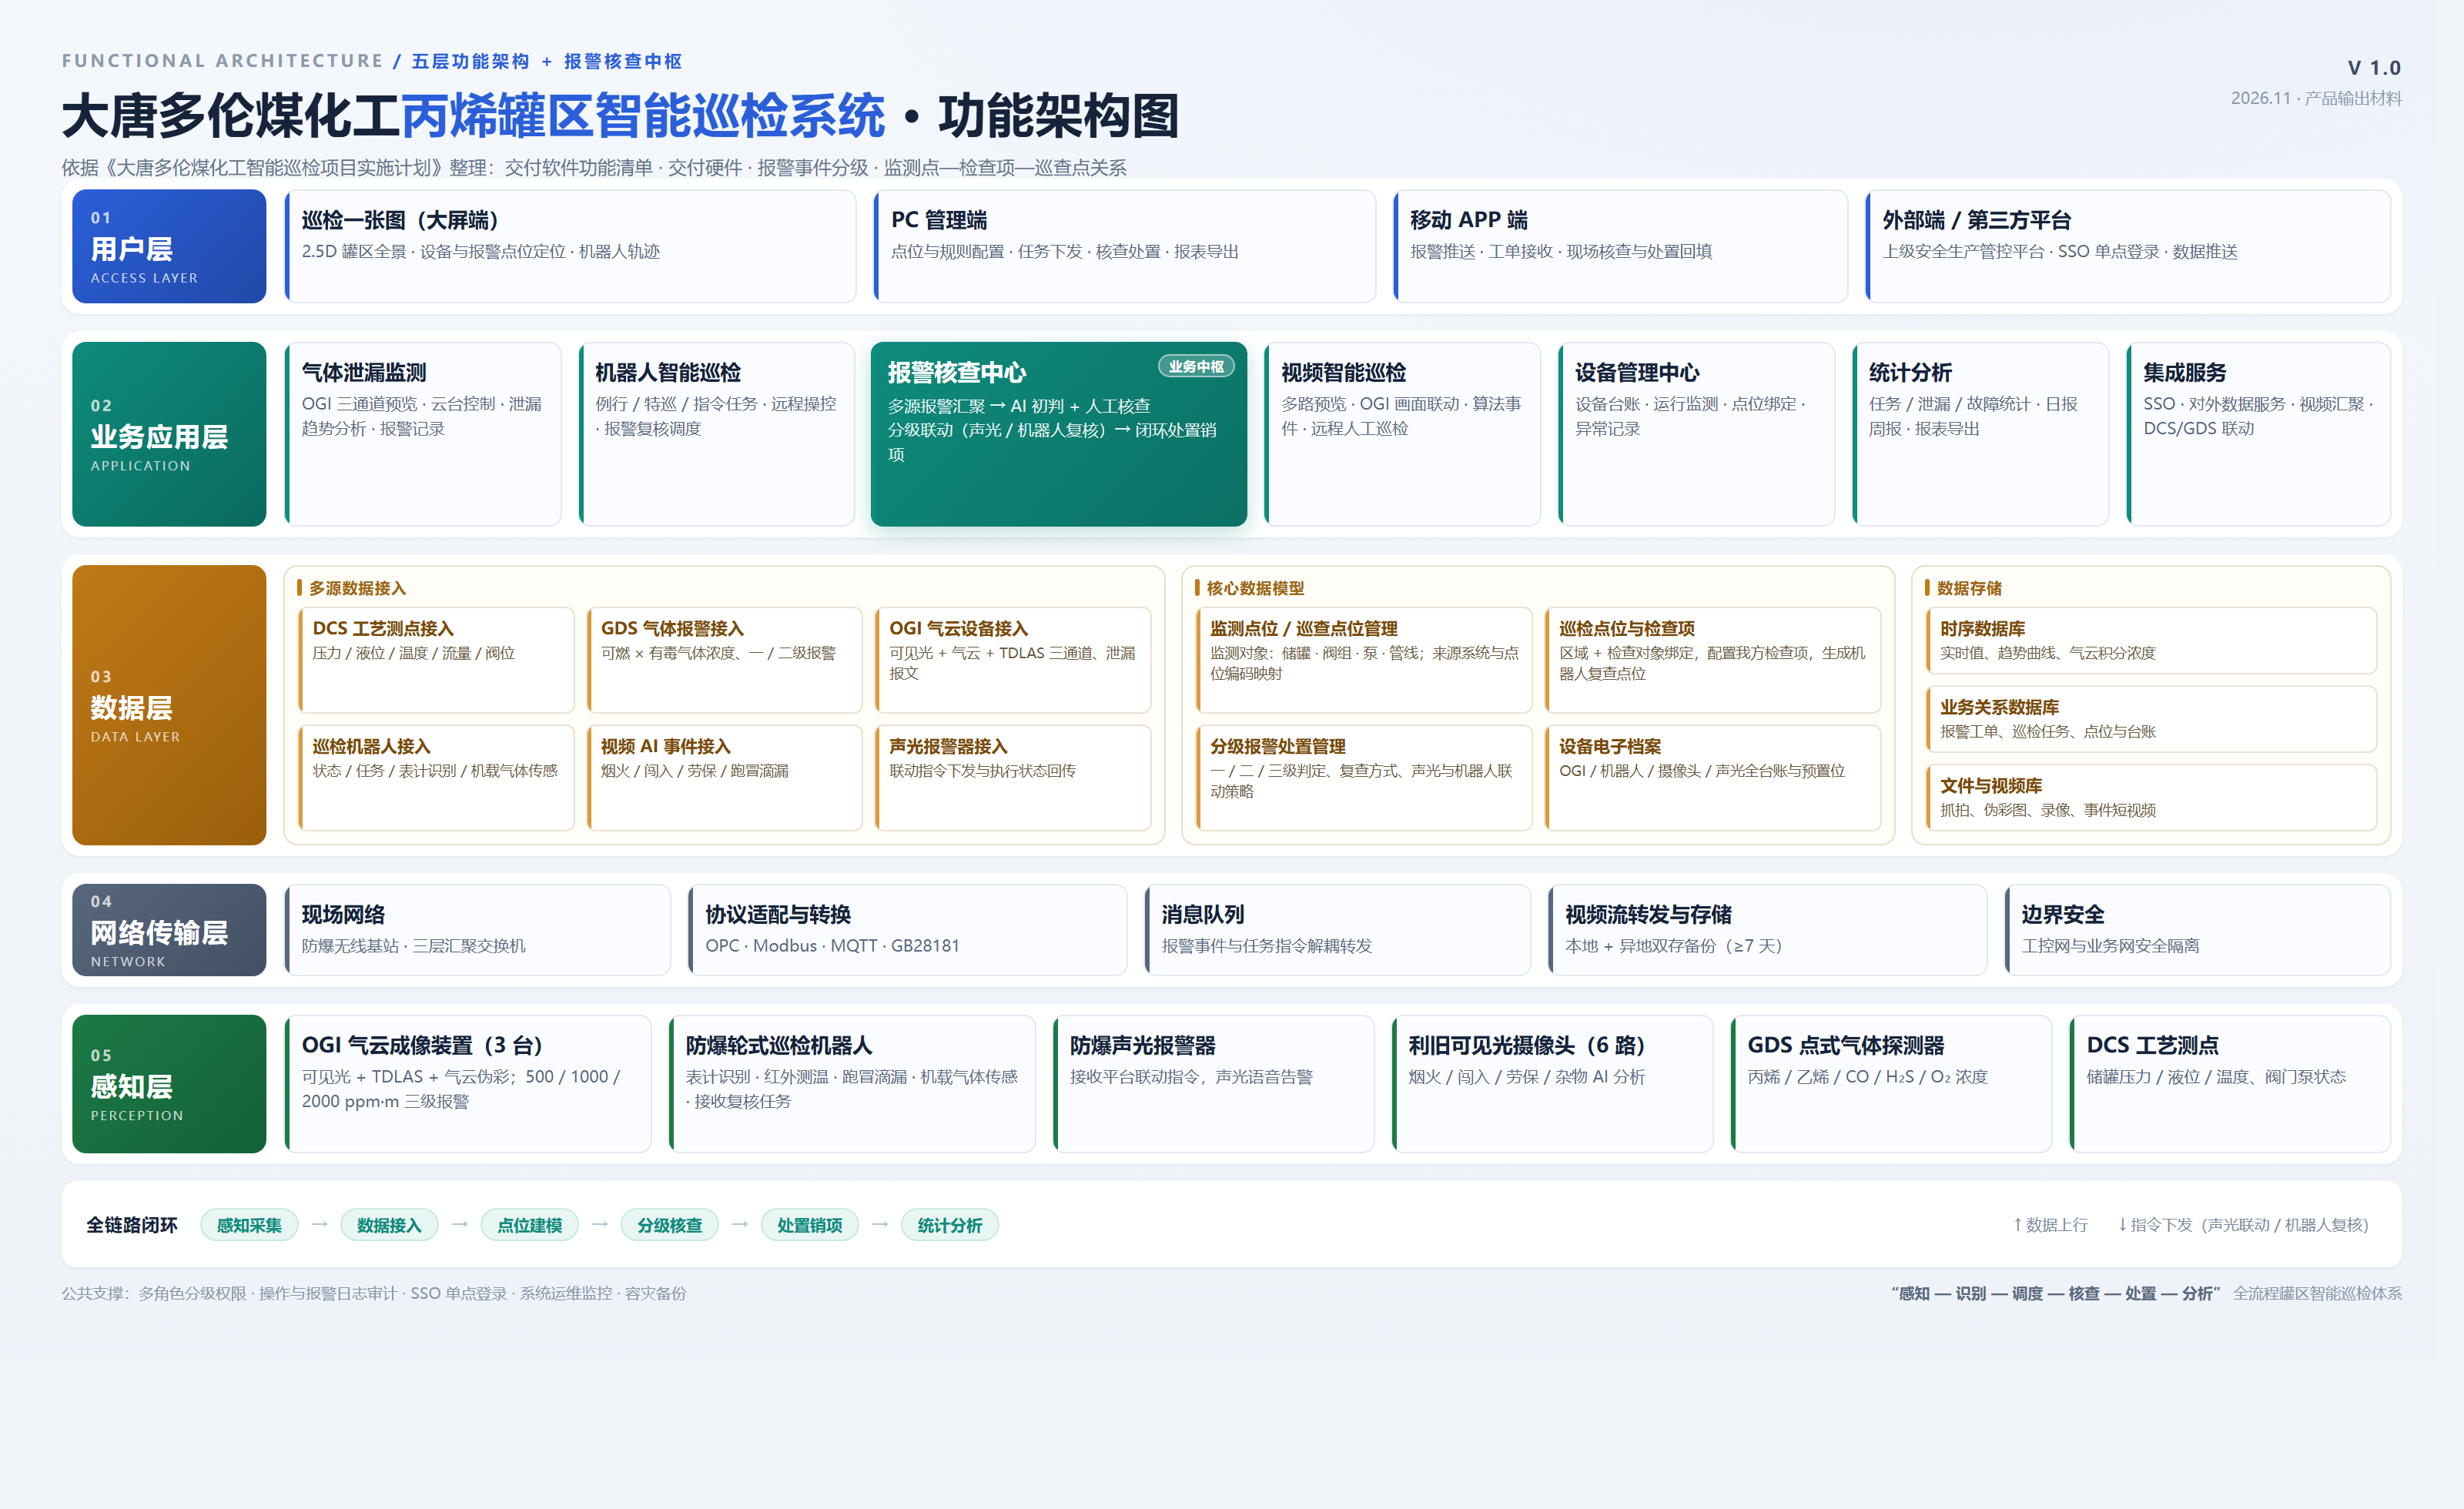 FUNCTIONAL ARCHITECTURE / 五层功能架构 + 报警核查中枢
V 1.0
大唐多伦煤化工丙烯罐区智能巡检系统 · 功能架构图
2026.11 · 产品输出材料
依据《大唐多伦煤化工智能巡检项目实施计划》整理：交付软件功能清单 · 交付硬件 · 报警事件分级 · 监测点—检查项—巡查点关系
01
用户层
ACCESS LAYER
巡检一张图（大屏端）
2.5D 罐区全景 · 设备与报警点位定位 · 机器人轨迹
PC 管理端
点位与规则配置 · 任务下发 · 核查处置 · 报表导出
移动 APP 端
报警推送 · 工单接收 · 现场核查与处置回填
外部端 / 第三方平台
上级安全生产管控平台 · SSO 单点登录 · 数据推送
02
业务应用层
APPLICATION
气体泄漏监测
OGI 三通道预览 · 云台控制 · 泄漏
趋势分析 · 报警记录
机器人智能巡检
例行 / 特巡 / 指令任务 · 远程操控
· 报警复核调度
报警核查中心
业务中枢
多源报警汇聚 → AI 初判 + 人工核查
分级联动（声光 / 机器人复核）→ 闭环处置销
项
视频智能巡检
多路预览 · OGI 画面联动 · 算法事
件 · 远程人工巡检
设备管理中心
设备台账 · 运行监测 · 点位绑定 ·
异常记录
统计分析
任务 / 泄漏 / 故障统计 · 日报
周报 · 报表导出
集成服务
SSO · 对外数据服务 · 视频汇聚 ·
DCS/GDS 联动
03
数据层
DATA LAYER
多源数据接入
DCS 工艺测点接入
压力 / 液位 / 温度 / 流量 / 阀位
GDS 气体报警接入
可燃 × 有毒气体浓度、一 / 二级报警
OGI 气云设备接入
可见光 + 气云 + TDLAS 三通道、泄漏
报文
巡检机器人接入
状态 / 任务 / 表计识别 / 机载气体传感
视频 AI 事件接入
烟火 / 闯入 / 劳保 / 跑冒滴漏
声光报警器接入
联动指令下发与执行状态回传
核心数据模型
监测点位 / 巡查点位管理
监测对象：储罐 · 阀组 · 泵 · 管线；来源系统与点
位编码映射
巡检点位与检查项
区域 + 检查对象绑定，配置我方检查项，生成机
器人复查点位
分级报警处置管理
一 / 二 / 三级判定、复查方式、声光与机器人联
动策略
设备电子档案
OGI / 机器人 / 摄像头 / 声光全台账与预置位
数据存储
时序数据库
实时值、趋势曲线、气云积分浓度
业务关系数据库
报警工单、巡检任务、点位与台账
文件与视频库
抓拍、伪彩图、录像、事件短视频
04
网络传输层
NETWORK
现场网络
防爆无线基站 · 三层汇聚交换机
协议适配与转换
OPC · Modbus · MQTT · GB28181
消息队列
报警事件与任务指令解耦转发
视频流转发与存储
本地 + 异地双存备份（≥7 天）
边界安全
工控网与业务网安全隔离
05
感知层
PERCEPTION
OGI 气云成像装置（3 台）
可见光 + TDLAS + 气云伪彩；500 / 1000 /
2000 ppm·m 三级报警
防爆轮式巡检机器人
表计识别 · 红外测温 · 跑冒滴漏 · 机载气体传感
· 接收复核任务
防爆声光报警器
接收平台联动指令，声光语音告警
利旧可见光摄像头（6 路）
烟火 / 闯入 / 劳保 / 杂物 AI 分析
GDS 点式气体探测器
丙烯 / 乙烯 / CO / H₂S / O₂ 浓度
DCS 工艺测点
储罐压力 / 液位 / 温度、阀门泵状态
全链路闭环 感知采集 → 数据接入 → 点位建模 → 分级核查 → 处置销项 → 统计分析
↑ 数据上行 ↓ 指令下发（声光联动 / 机器人复核）
公共支撑：多角色分级权限 · 操作与报警日志审计 · SSO 单点登录 · 系统运维监控 · 容灾备份
“感知 — 识别 — 调度 — 核查 — 处置 — 分析” 全流程罐区智能巡检体系